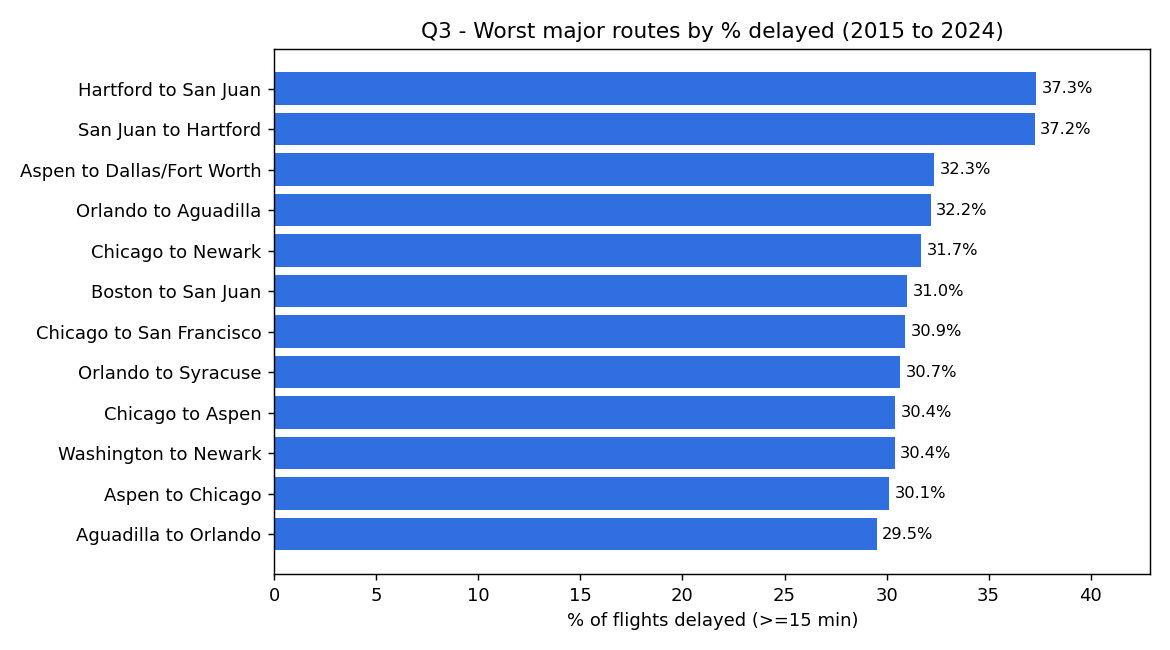 Q3 - Worst major routes by % delayed (2015 to 2024)
Hartford to San Juan 37.3%
San Juan to Hartford 37.2%
Aspen to Dallas/Fort Worth 32.3%
Orlando to Aguadilla 32.2%
Chicago to Newark 31.7%
Boston to San Juan 31.0%
Chicago to San Francisco 30.9%
Orlando to Syracuse 30.7%
Chicago to Aspen 30.4%
Washington to Newark 30.4%
Aspen to Chicago 30.1%
Aguadilla to Orlando 29.5%
0 5 10 15 20 25 30 35 40
% of flights delayed (>=15 min)